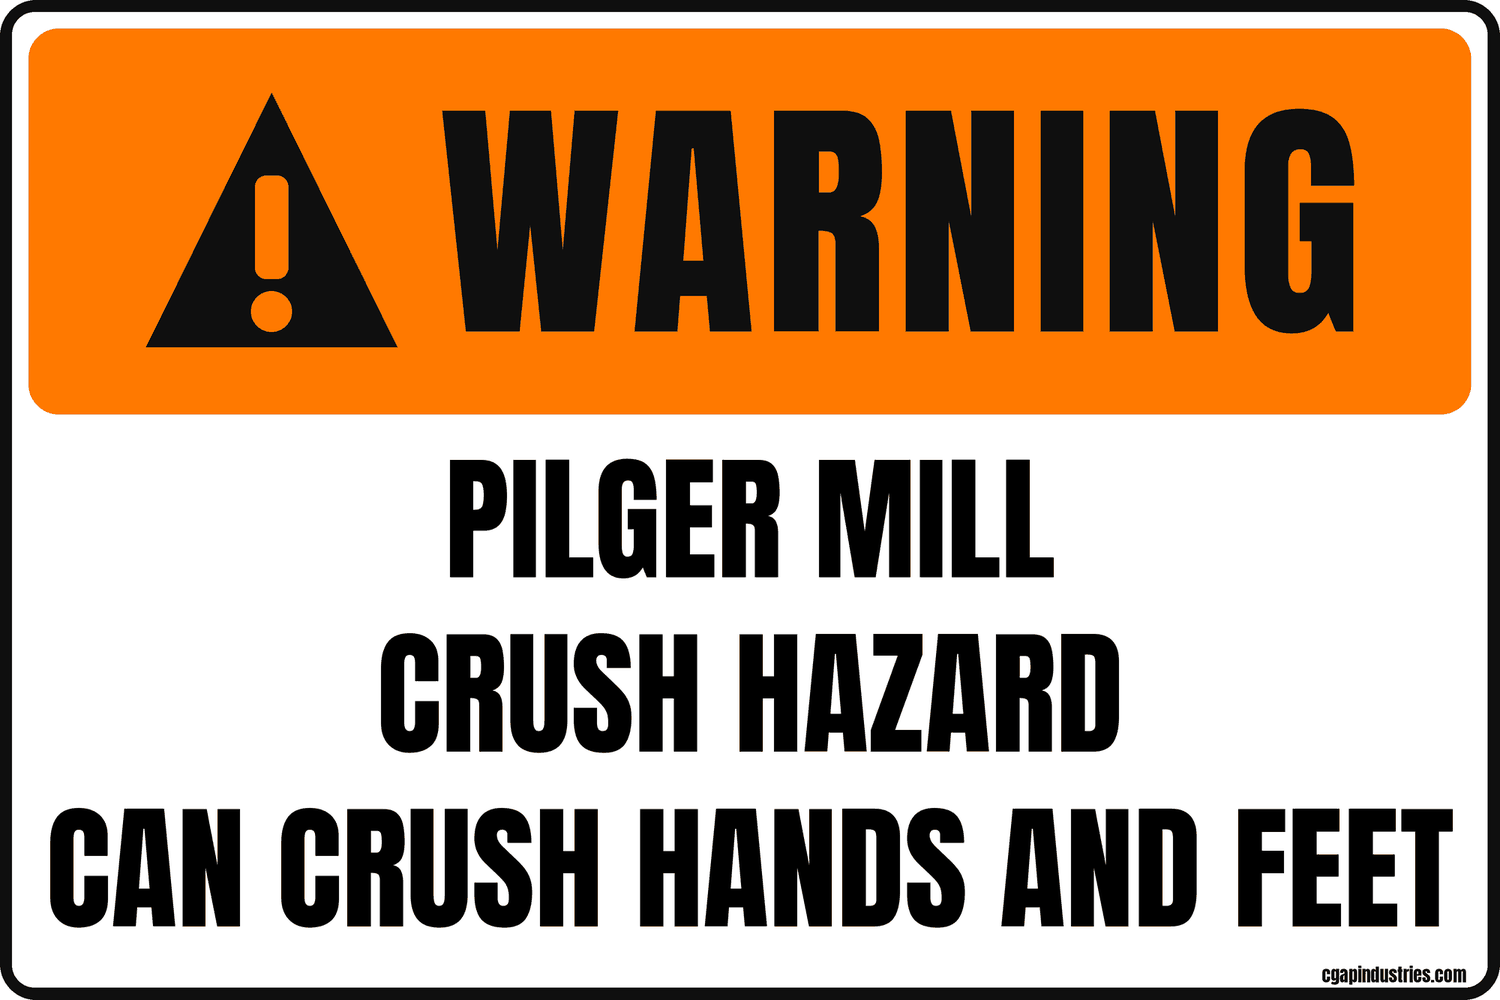 WARNING
PILGER MILL
CRUSH HAZARD
CAN CRUSH HANDS AND FEET
cgapindustries.com